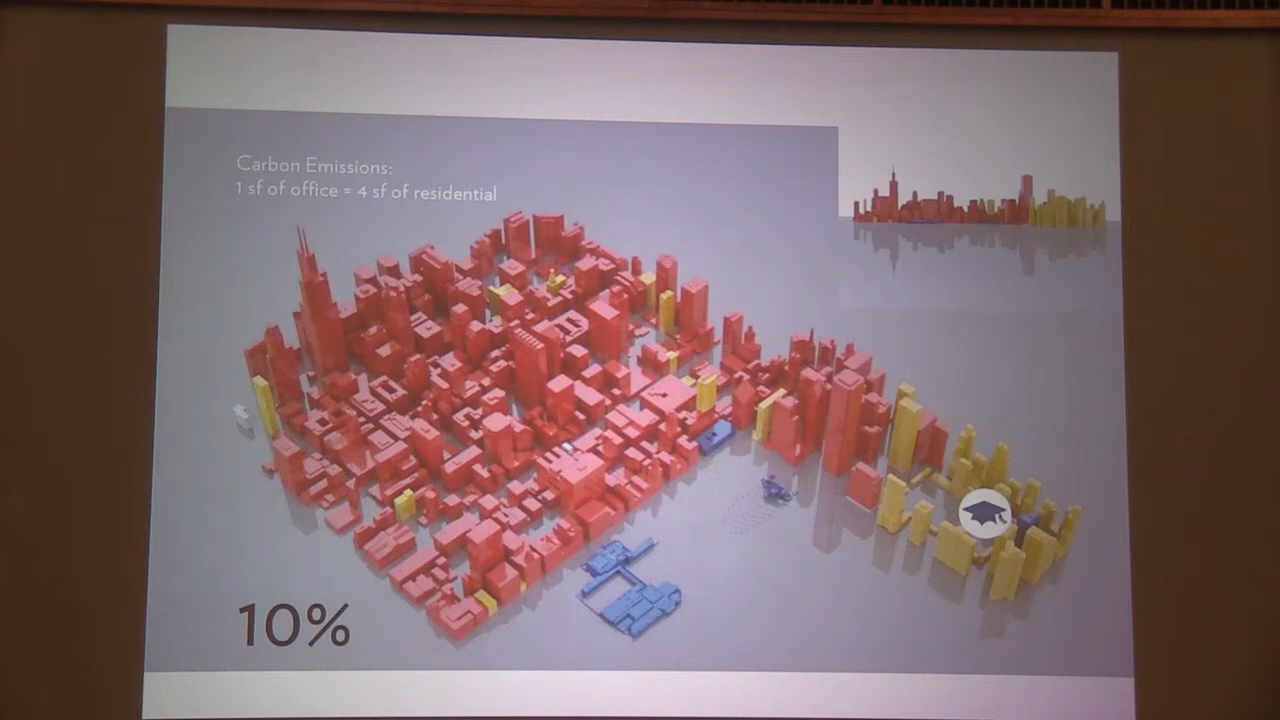 Carbon Emissions:
1 sf of office = 4 sf of residential
10%